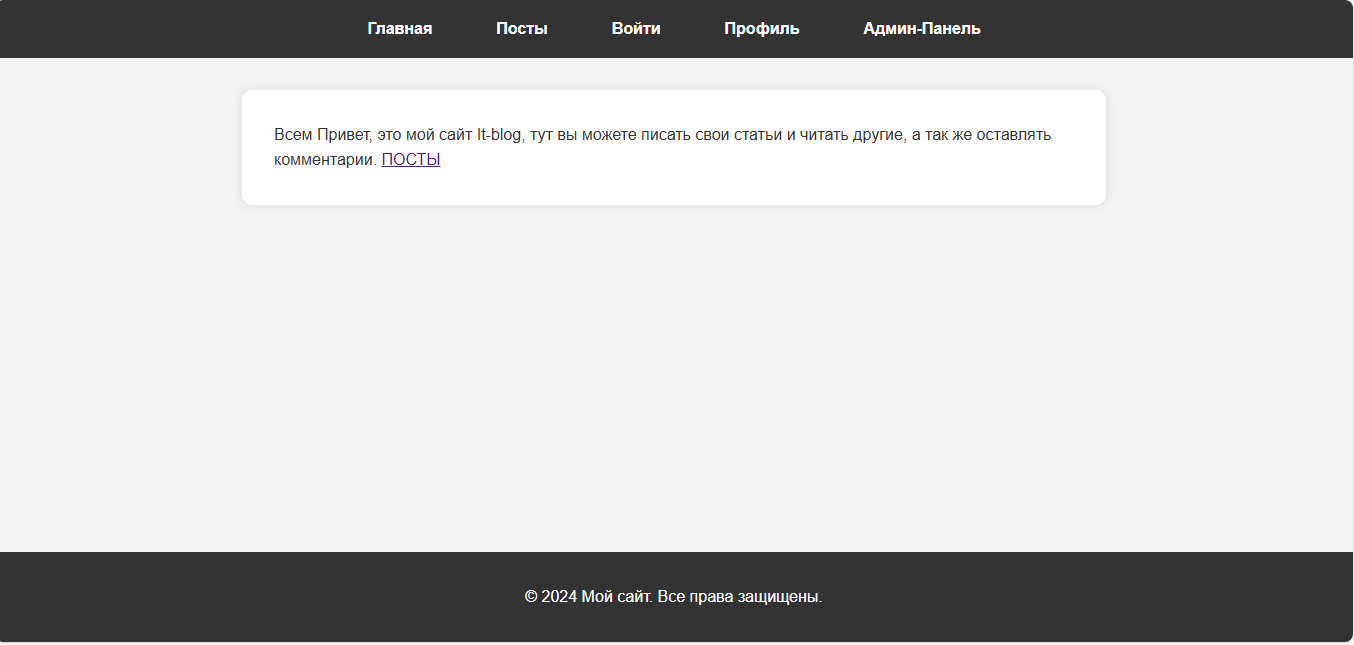 Главная Посты Войти Профиль Админ-Панель
Всем Привет, это мой сайт It-blog, тут вы можете писать свои статьи и читать другие, а так же оставлять
комментарии. ПОСТЫ
© 2024 Мой сайт. Все права защищены.